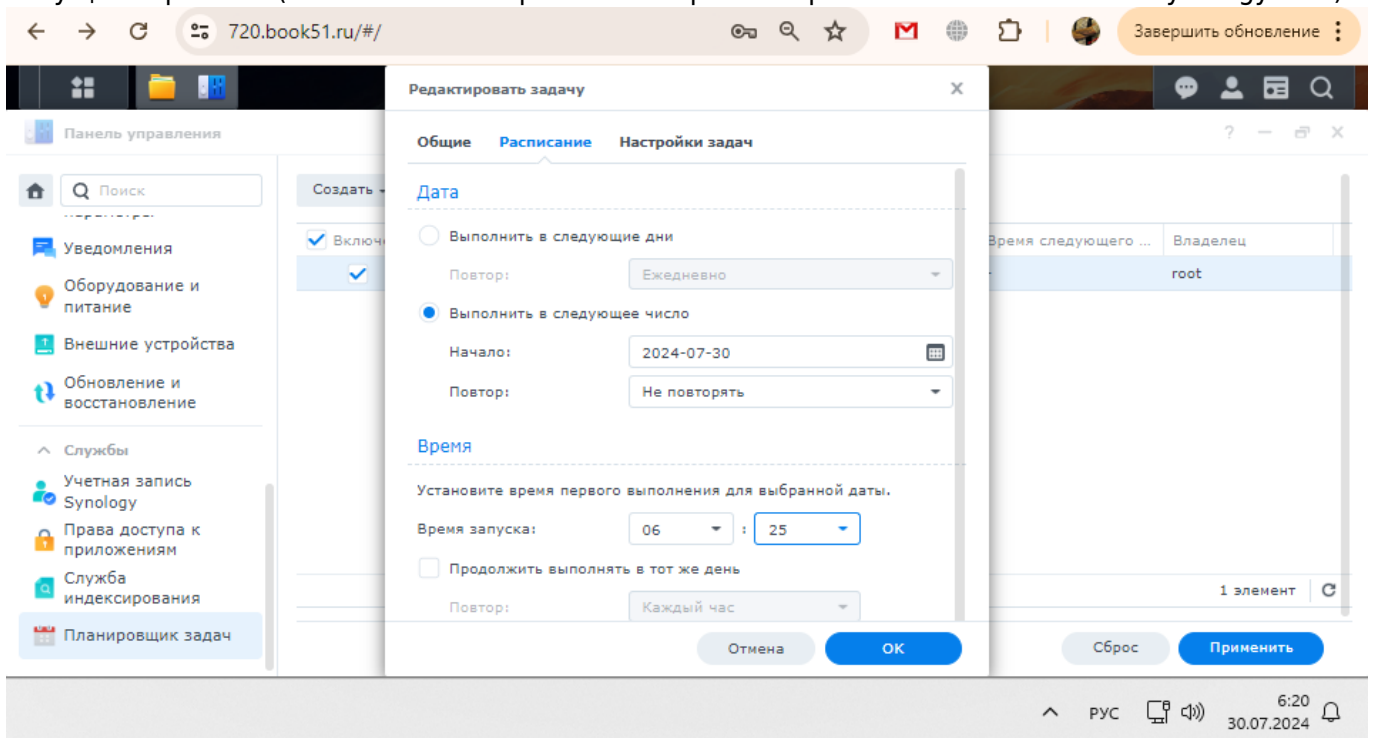 720.book51.ru/#/
Завершить обновление
Редактировать задачу
Панель управления
Общие Расписание Настройки задач
Поиск
Создать
Дата
Уведомления
Выполнить в следующие дни
Время следующего ... Владелец
Повтор: Ежедневно
root
Оборудование и
питание
Выполнить в следующее число
Внешние устройства
Начало: 2024-07-30
Обновление и
восстановление
Повтор: Не повторять
Службы
Время
Учетная запись
Synology
Установите время первого выполнения для выбранной даты.
Права доступа к
приложениям
Время запуска: 06 : 25
Служба
индексирования
Продолжить выполнять в тот же день
Повтор: Каждый час
1 элемент
Планировщик задач
Отмена ОК
Сброс Применить
РУС
6:20
30.07.2024